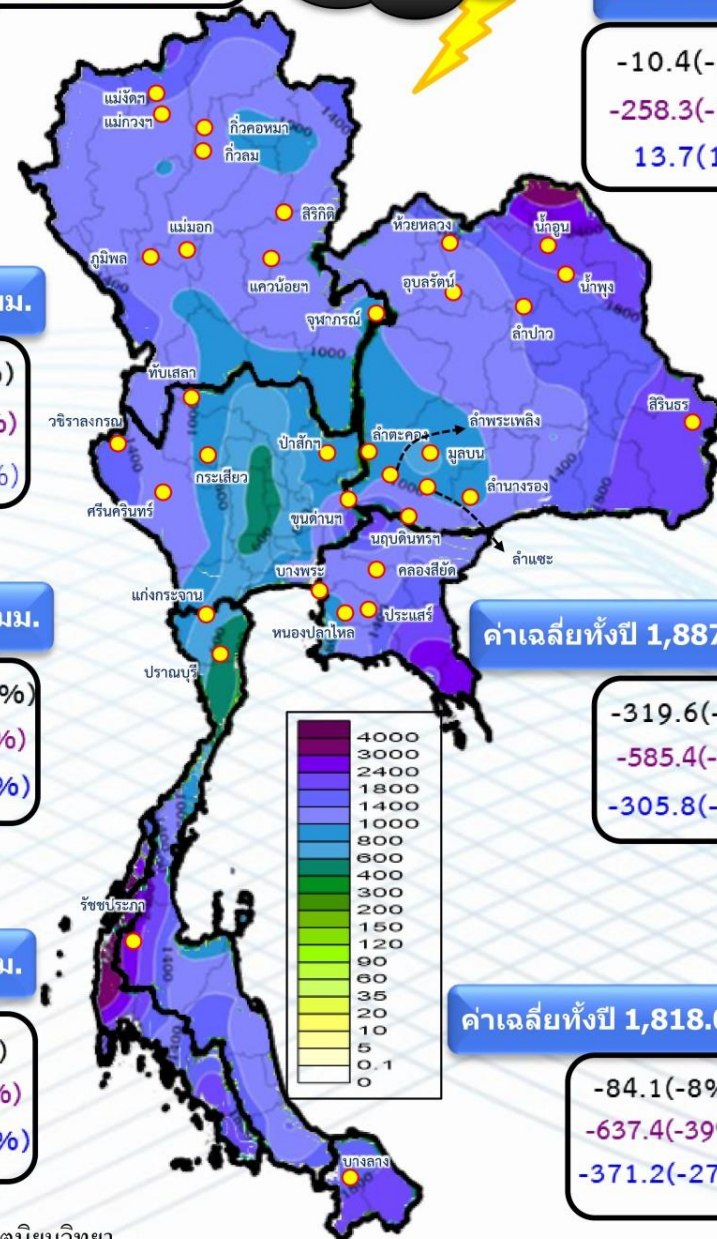 -10.4(-
-258.3(-
13.7(1
แม่งัดฯ
แม่กวงฯ
กิ่วคอหมา
กิ่วลม
1400
สิริกิติ์
แม่มอก
ภูมิพล
แควน้อยฯ
ห้วยหลวง
น้ำอูน
น้ำพุง
อุบลรัตน์
ลำปาว
1800
จุฬาภรณ์
มม.
1000
ทับเสลา
วชิราลงกรณ
1400
สิรินธร
ลำพระเพลิง
ป่าสักฯ
ลำตะคอง
มูลบน
กระเสียว
ศรีนครินทร์
ลำนางรอง
1400
ขุนด่านฯ
นฤบดินทรฯ
ลำแซะ
บางพระ
คลองสียัด
แก่งกระจาน
หนองปลาไหล
ประแสร์
มม.
ค่าเฉลี่ยทั้งปี 1,887
ปราณบุรี
%)
%)
%)
-319.6(-
-585.4(-
-305.8(-
4000
3000
2400
1800
1400
1000
800
600
400
300
200
150
120
90
60
35
20
10
5
0.1
0
รัชชประภา
1400
ม.
ค่าเฉลี่ยทั้งปี 1,818.0
)
%)
%)
-84.1(-8%
-637.4(-39%
-371.2(-27
บางลาง
ตุนิยมวิทยา